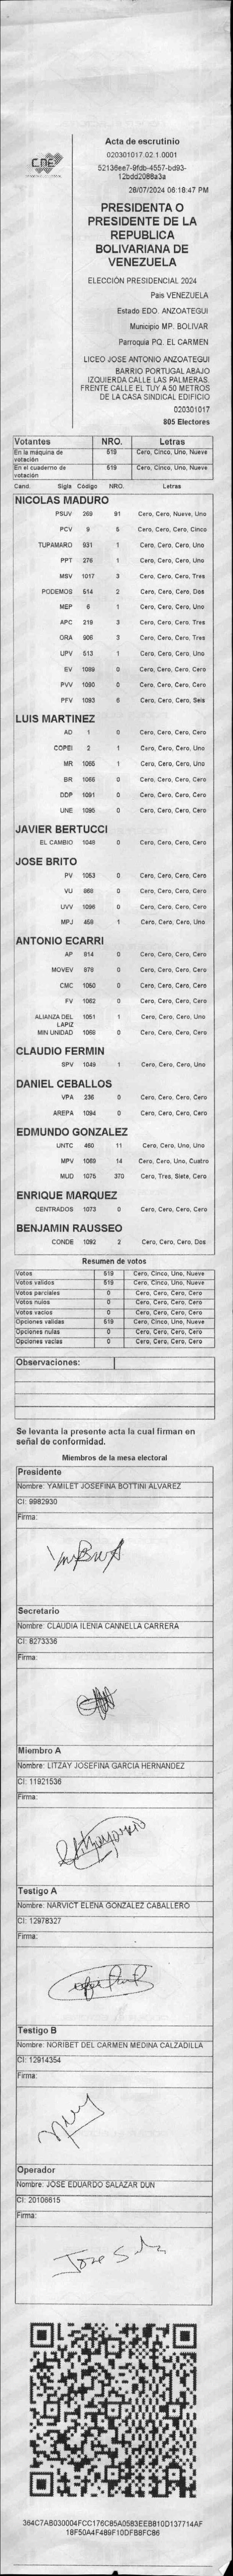 CNE
Acta de escrutinio
020301017.02.1.0001
52135ee7-9fdb-4557-bd93-
12bdd2088a3a
28/07/2024 06:18:47 PM
PRESIDENTA O
PRESIDENTE DE LA
REPUBLICA
BOLIVARIANA DE
VENEZUELA
ELECCIÓN PRESIDENCIAL 2024
Pais VENEZUELA
Estado EDO. ANZOATEGUI
Municipio MP. BOLIVAR
Parroquia PQ. EL CARMEN
LICEO JOSE ANTONIO ANZOATEGUI
BARRIO PORTUGAL ABAJO
IZQUIERDA CALLE LAS PALMERAS.
FRENTE CALLE EL TUY A 50 METROS
DE LA CASA SINDICAL EDIFICIO
020301017
805 Electores
Votantes NRO. Letras
En la máquina de votación 519 Cero, Cinco, Uno, Nueve
En el cuaderno de votación 519 Cero, Cinco, Uno, Nueve
Cand. Sigla Código NRO. Letras
NICOLAS MADURO
PSUV 269 91 Cero, Cero, Nueve, Uno
PCV 9 5 Cero, Cero, Cero, Cinco
TUPAMARO 931 1 Cero, Cero, Cero, Uno
PPT 276 1 Cero, Cero, Cero, Uno
MSV 1017 3 Cero, Cero, Cero, Tres
PODEMOS 514 2 Cero, Cero, Cero, Dos
MEP 6 1 Cero, Cero, Cero, Uno
APC 219 3 Cero, Cero, Cero, Tres
ORA 906 3 Cero, Cero, Cero, Tres
UPV 513 1 Cero, Cero, Cero, Uno
EV 1089 0 Cero, Cero, Cero, Cero
PVV 1090 0 Cero, Cero, Cero, Cero
PFV 1093 6 Cero, Cero, Cero, Seis
LUIS MARTINEZ
AD 1 0 Cero, Cero, Cero, Cero
COPEI 2 1 Cero, Cero, Cero, Uno
MR 1065 1 Cero, Cero, Cero, Uno
BR 1066 0 Cero, Cero, Cero, Cero
DDP 1091 0 Cero, Cero, Cero, Cero
UNE 1095 0 Cero, Cero, Cero, Cero
JAVIER BERTUCCI
EL CAMBIO 1048 0 Cero, Cero, Cero, Cero
JOSE BRITO
PV 1053 0 Cero, Cero, Cero, Cero
VU 868 0 Cero, Cero, Cero, Cero
UVV 1096 0 Cero, Cero, Cero, Cero
MPJ 459 1 Cero, Cero, Cero, Uno
ANTONIO ECARRI
AP 814 0 Cero, Cero, Cero, Cero
MOVEV 878 0 Cero, Cero, Cero, Cero
CMC 1050 0 Cero, Cero, Cero, Cero
FV 1062 0 Cero, Cero, Cero, Cero
ALIANZA DEL LAPIZ 1051 1 Cero, Cero, Cero, Uno
MIN UNIDAD 1068 0 Cero, Cero, Cero, Cero
CLAUDIO FERMIN
SPV 1049 1 Cero, Cero, Cero, Uno
DANIEL CEBALLOS
VPA 236 0 Cero, Cero, Cero, Cero
AREPA 1094 0 Cero, Cero, Cero, Cero
EDMUNDO GONZALEZ
UNTC 460 11 Cero, Cero, Uno, Uno
MPV 1069 14 Cero, Cero, Uno, Cuatro
MUD 1075 370 Cero, Tres, Siete, Cero
ENRIQUE MARQUEZ
CENTRADOS 1073 0 Cero, Cero, Cero, Cero
BENJAMIN RAUSSEO
CONDE 1092 2 Cero, Cero, Cero, Dos
Resumen de votos
Votos 519 Cero, Cinco, Uno, Nueve
Votos validos 519 Cero, Cinco, Uno, Nueve
Votos parciales 0 Cero, Cero, Cero, Cero
Votos nulos 0 Cero, Cero, Cero, Cero
Votos vacios 0 Cero, Cero, Cero, Cero
Opciones validas 519 Cero, Cinco, Uno, Nueve
Opciones nulas 0 Cero, Cero, Cero, Cero
Opciones vacias 0 Cero, Cero, Cero, Cero
Observaciones:
Se levanta la presente acta la cual firman en
señal de conformidad.
Miembros de la mesa electoral
Presidente
Nombre: YAMILET JOSEFINA BOTTINI ALVAREZ
CI: 9982930
Firma:
Secretario
Nombre: CLAUDIA ILENIA CANNELLA CARRERA
CI: 8273336
Firma:
Miembro A
Nombre: LITZAY JOSEFINA GARCIA HERNANDEZ
CI: 11921536
Firma:
Testigo A
Nombre: NARVICT ELENA GONZALEZ CABALLERO
CI: 12978327
Firma:
Testigo B
Nombre: NORIBET DEL CARMEN MEDINA CALZADILLA
CI: 12914354
Firma:
Operador
Nombre: JOSE EDUARDO SALAZAR DUN
CI: 20106615
Firma:
Jose
364C7AB030004FCC176C85A0583EEB810D137714AF
18F50A4F489F10DFB8FC86